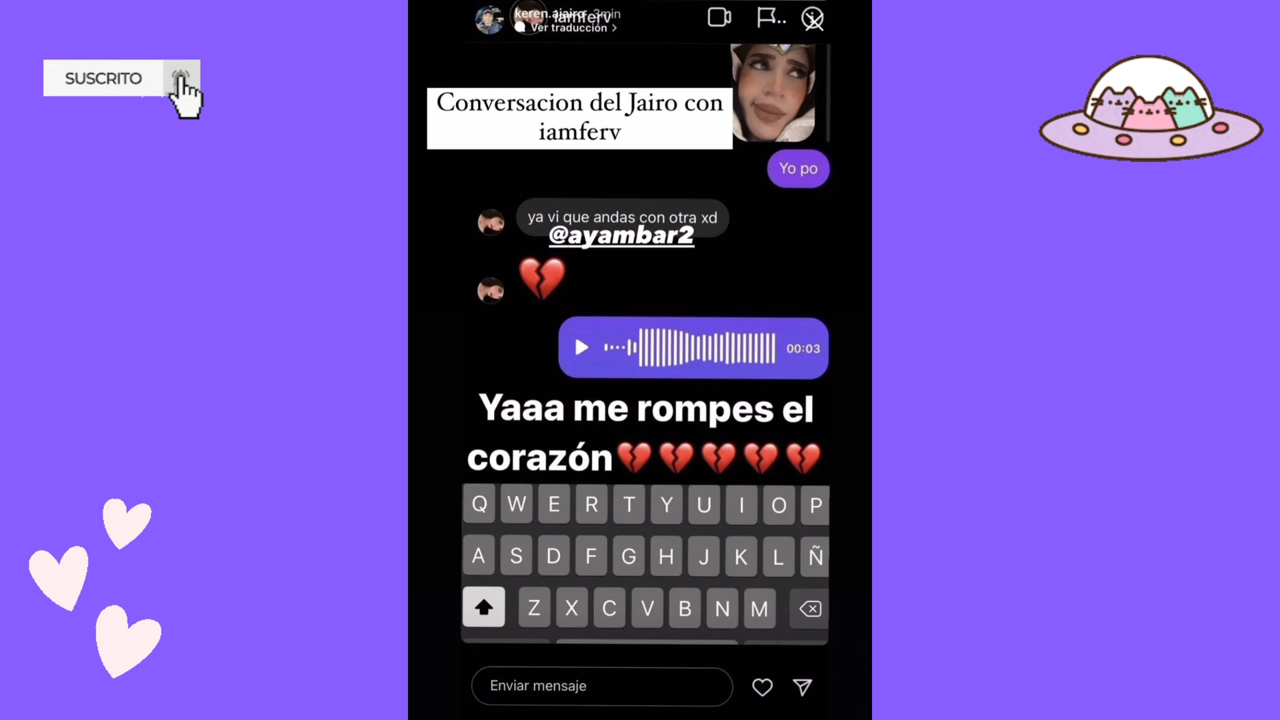 SUSCRITO
keren.ajairo 3min
iamferv
Ver traducción >
Conversacion del Jairo con
iamferv
Yo po
ya vi que andas con otra xd
@ayambar2
00:03
Yaaa me rompes el
corazón💔💔💔💔💔
Q W E R T Y U I O P
A S D F G H J K L Ñ
Z X C V B N M
Enviar mensaje